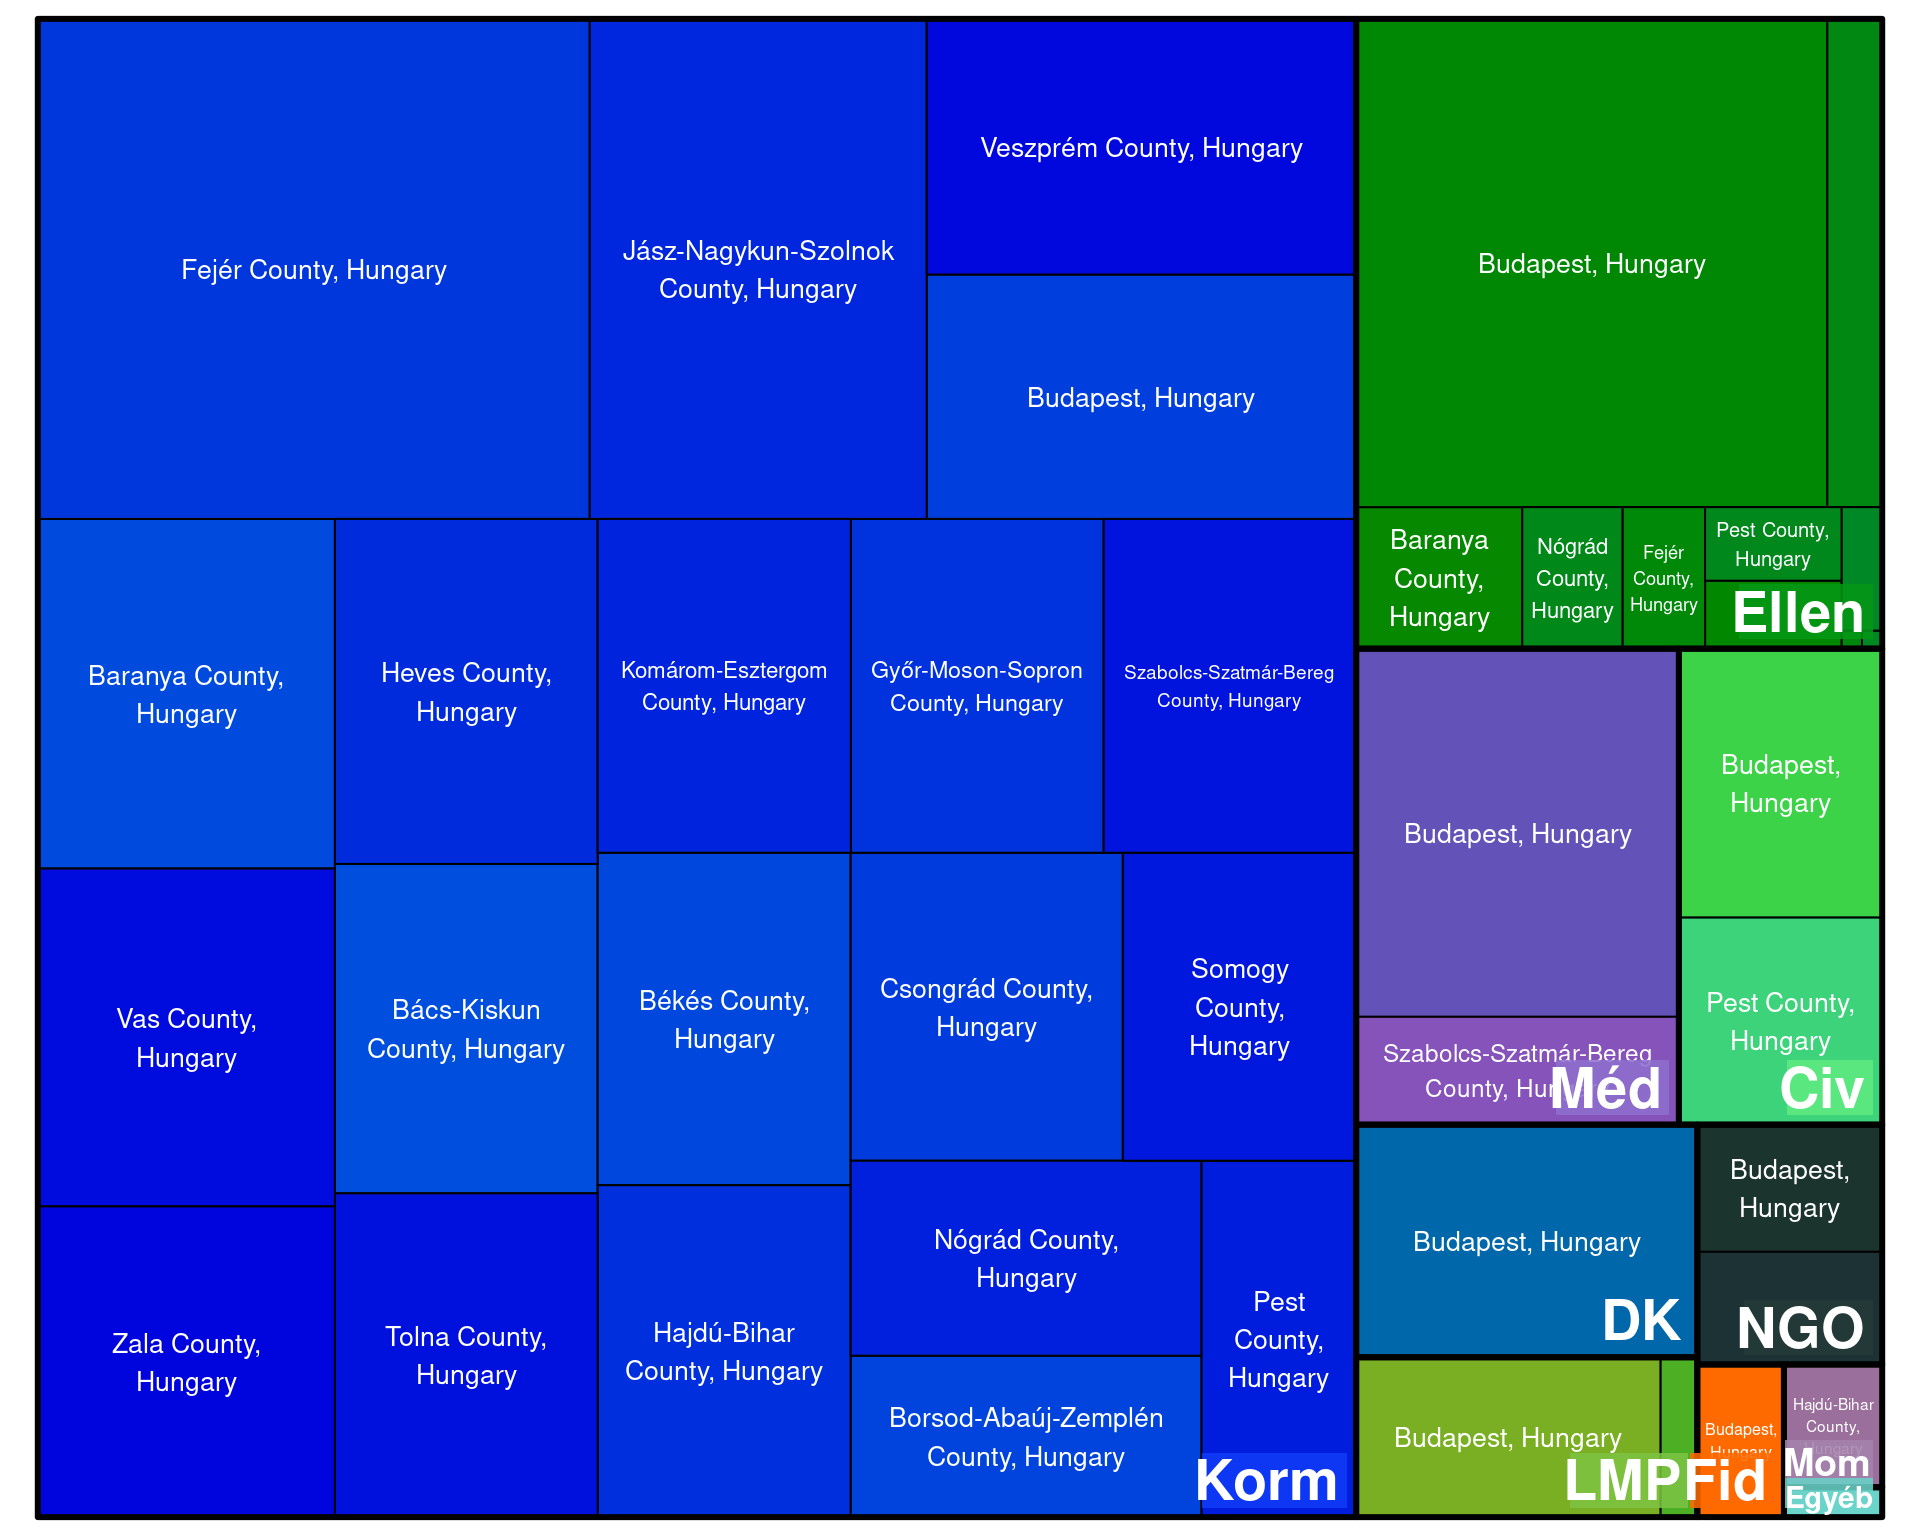 Fejér County, Hungary
Jász-Nagykun-Szolnok
County, Hungary
Veszprém County, Hungary
Budapest, Hungary
Baranya County,
Hungary
Heves County,
Hungary
Komárom-Esztergom
County, Hungary
Győr-Moson-Sopron
County, Hungary
Szabolcs-Szatmár-Bereg
County, Hungary
Vas County,
Hungary
Bács-Kiskun
County, Hungary
Békés County,
Hungary
Csongrád County,
Hungary
Somogy
County,
Hungary
Zala County,
Hungary
Tolna County,
Hungary
Hajdú-Bihar
County, Hungary
Nógrád County,
Hungary
Borsod-Abaúj-Zemplén
County, Hungary
Pest
County,
Hungary
Korm
Budapest, Hungary
Baranya
County,
Hungary
Nógrád
County,
Hungary
Fejér
County,
Hungary
Pest County,
Hungary
Ellen
Budapest, Hungary
Szabolcs-Szatmár-Bereg
County,
Méd
Budapest,
Hungary
Pest County,
Hungary
Civ
Budapest, Hungary
DK
Budapest,
Hungary
NGO
Budapest, Hungary
LMP
Budapest,
Hungary
Fid
Hajdú-Bihar
County,
Hungary
Mom
Egyéb